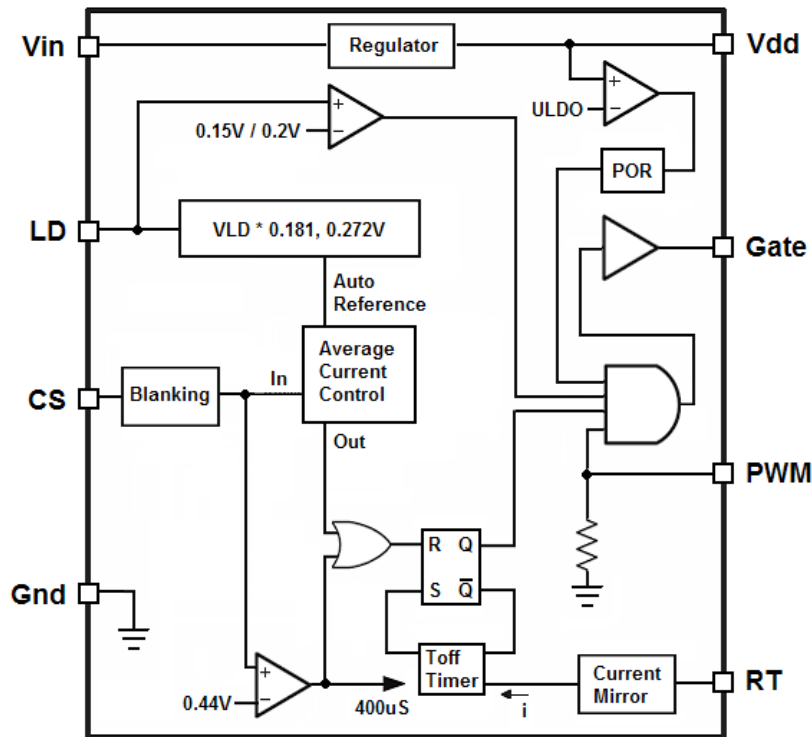 Vin
Regulator
Vdd
+
−
ULDO
+
−
0.15V / 0.2V
POR
LD
VLD * 0.181, 0.272V
Gate
Auto
Reference
Average
Current
Control
In
CS
Blanking
Out
PWM
R Q
S Q̅
Gnd
+
−
0.44V
400uS
Toff
Timer
i
Current
Mirror
RT